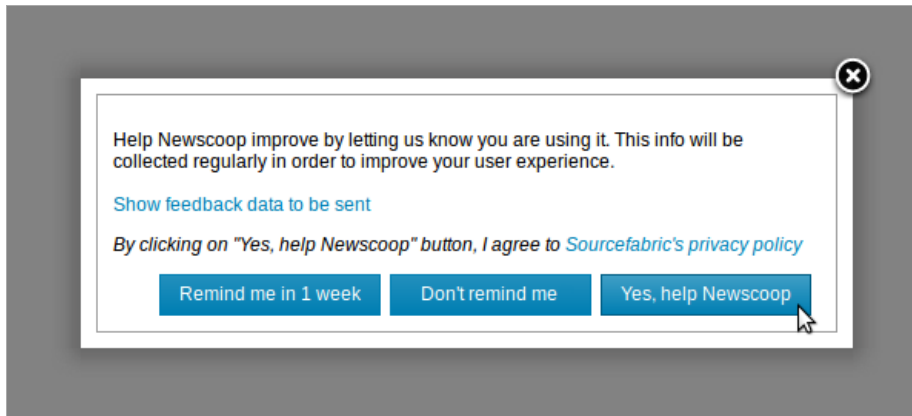 Help Newscoop improve by letting us know you are using it. This info will be
collected regularly in order to improve your user experience.
Show feedback data to be sent
By clicking on "Yes, help Newscoop" button, I agree to Sourcefabric's privacy policy
Remind me in 1 week Don't remind me Yes, help Newscoop